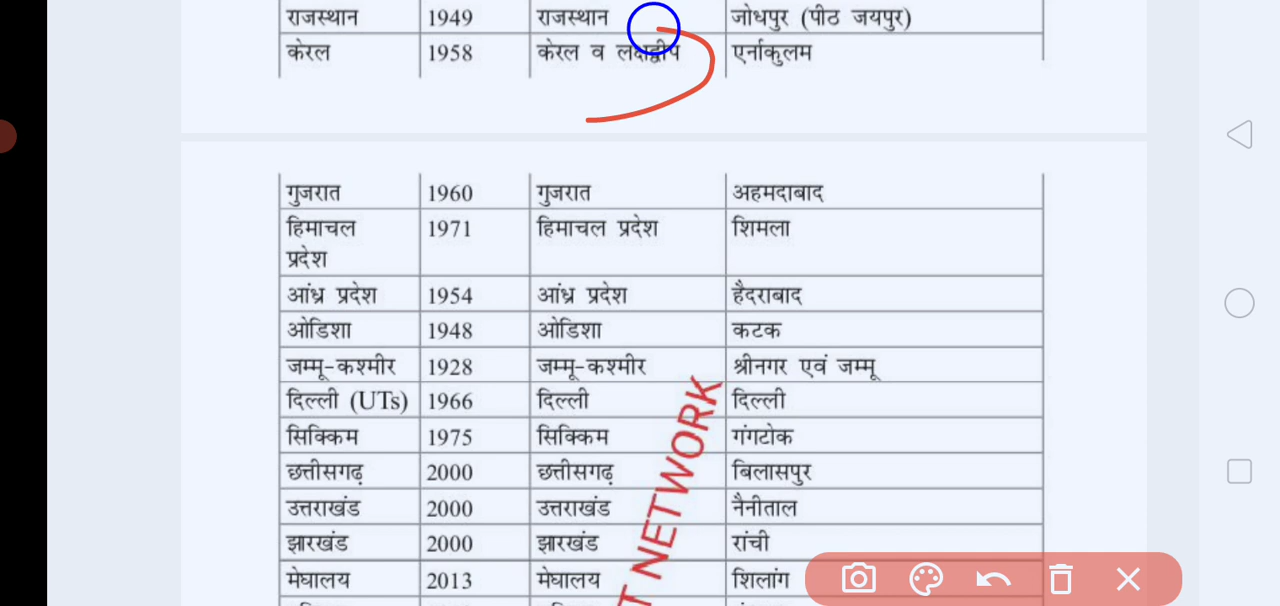 राजस्थान 1949 राजस्थान जोधपुर (पीठ जयपुर)
केरल 1958 केरल व लक्षद्वीप एर्नाकुलम
गुजरात 1960 गुजरात अहमदाबाद
हिमाचल प्रदेश 1971 हिमाचल प्रदेश शिमला
आंध्र प्रदेश 1954 आंध्र प्रदेश हैदराबाद
ओडिशा 1948 ओडिशा कटक
जम्मू-कश्मीर 1928 जम्मू-कश्मीर श्रीनगर एवं जम्मू
दिल्ली (UTs) 1966 दिल्ली दिल्ली
सिक्किम 1975 सिक्किम गंगटोक
छत्तीसगढ़ 2000 छत्तीसगढ़ बिलासपुर
उत्तराखंड 2000 उत्तराखंड नैनीताल
झारखंड 2000 झारखंड रांची
मेघालय 2013 मेघालय शिलांग
NETWORK